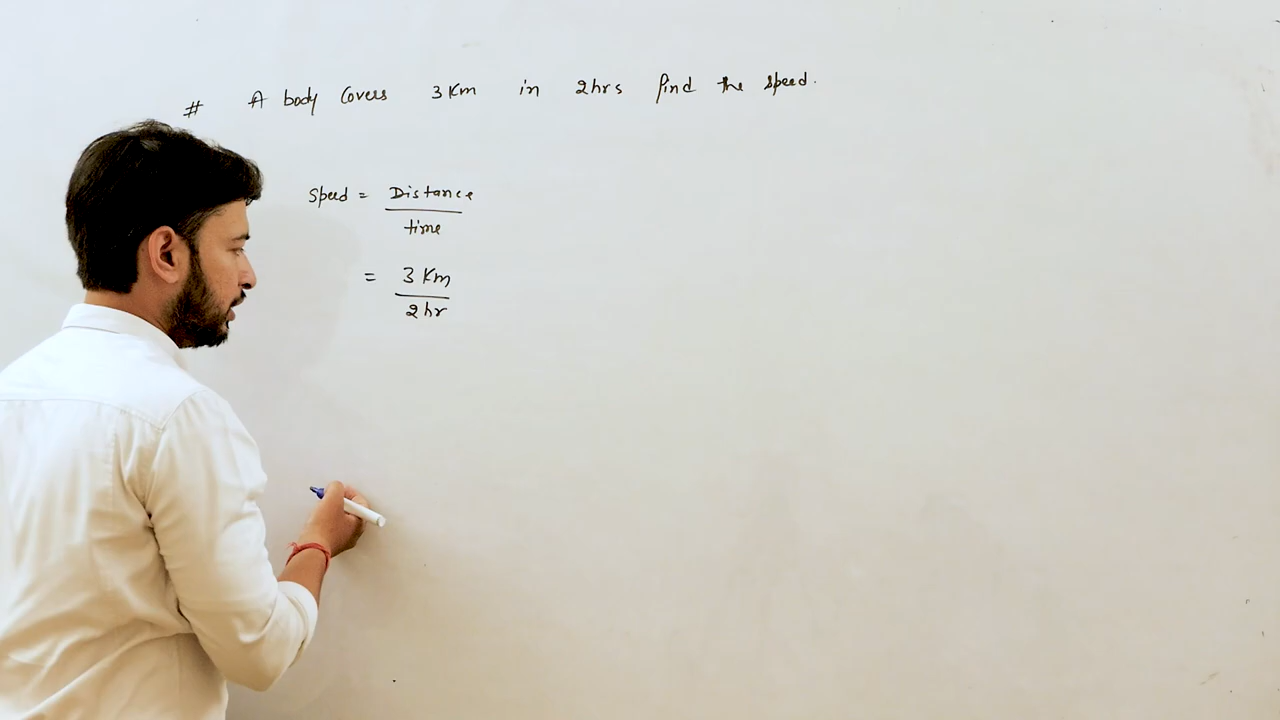 # A body Covers 3 Km in 2hrs find the speed.
Speed = Distance
time
= 3 Km
2 hr